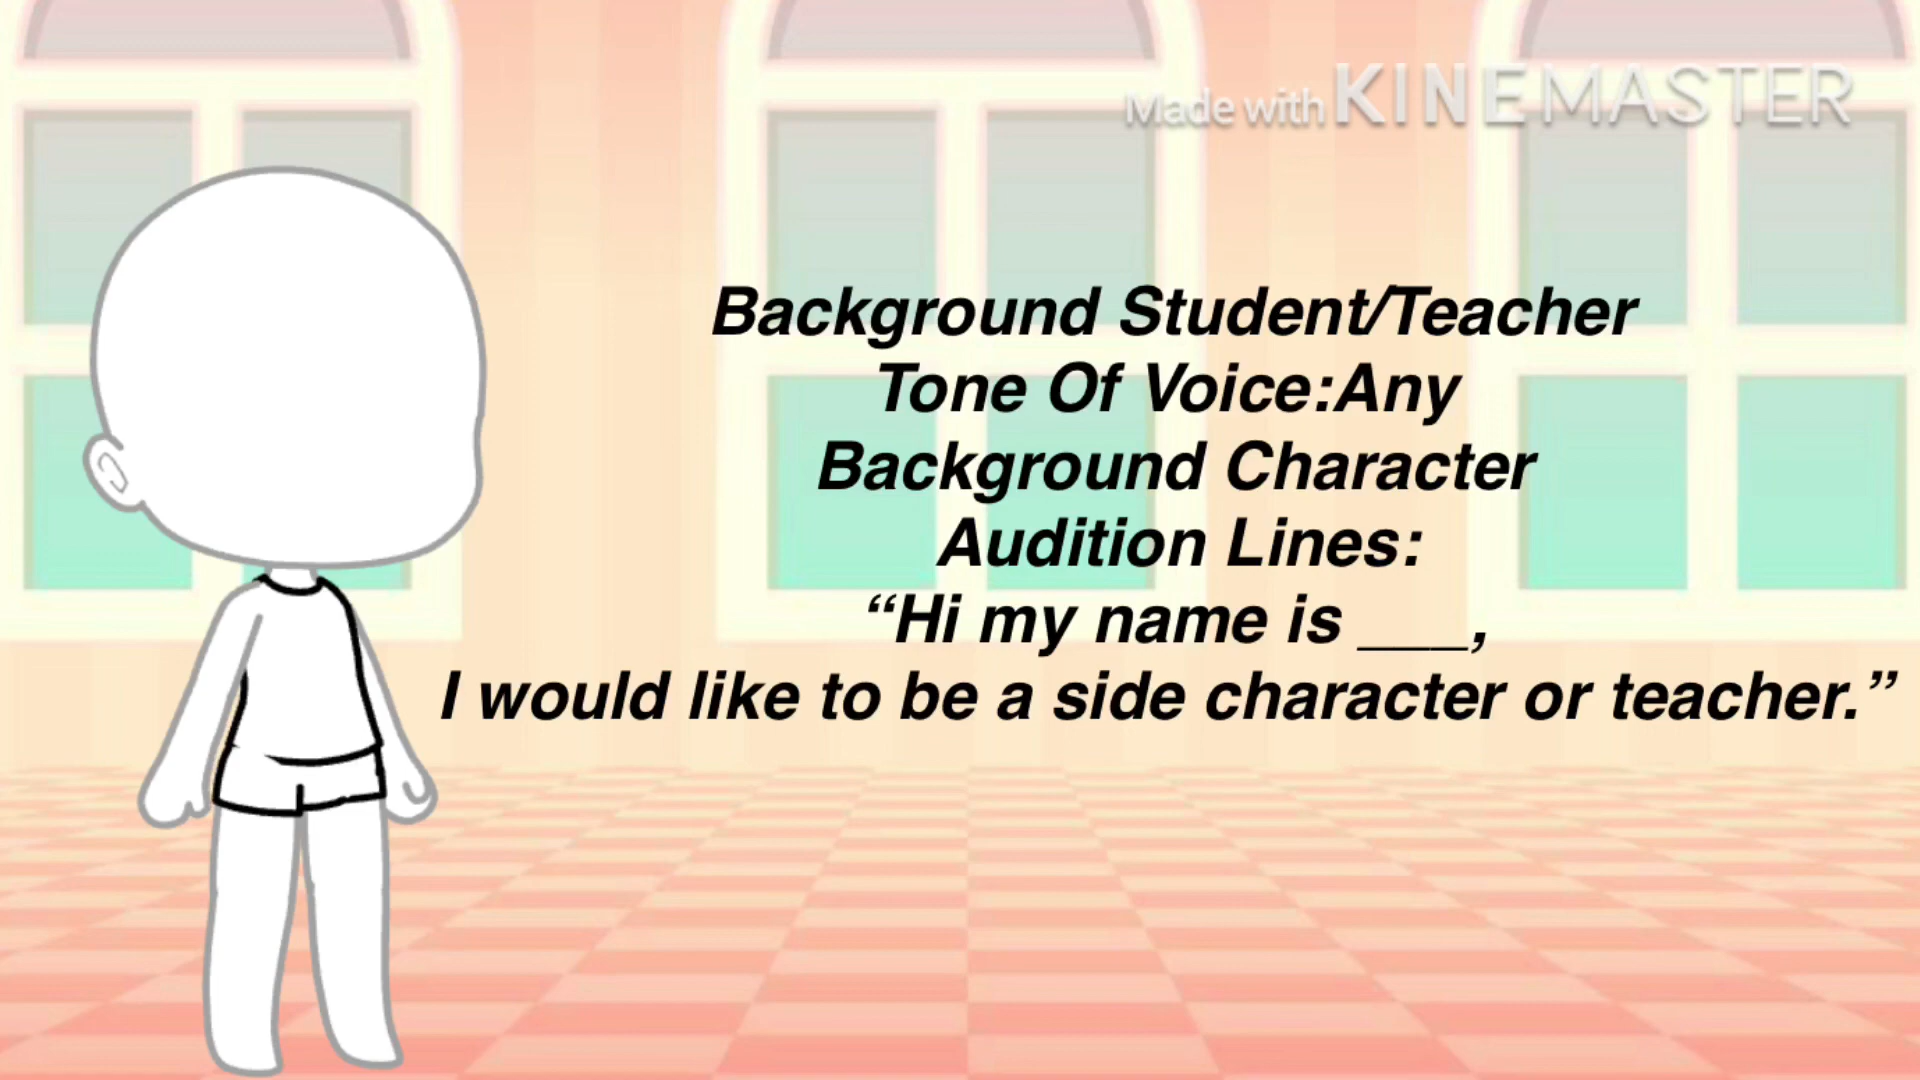 Made with KINEMASTER
Background Student/Teacher
Tone Of Voice:Any
Background Character
Audition Lines:
“Hi my name is ___,
I would like to be a side character or teacher.”